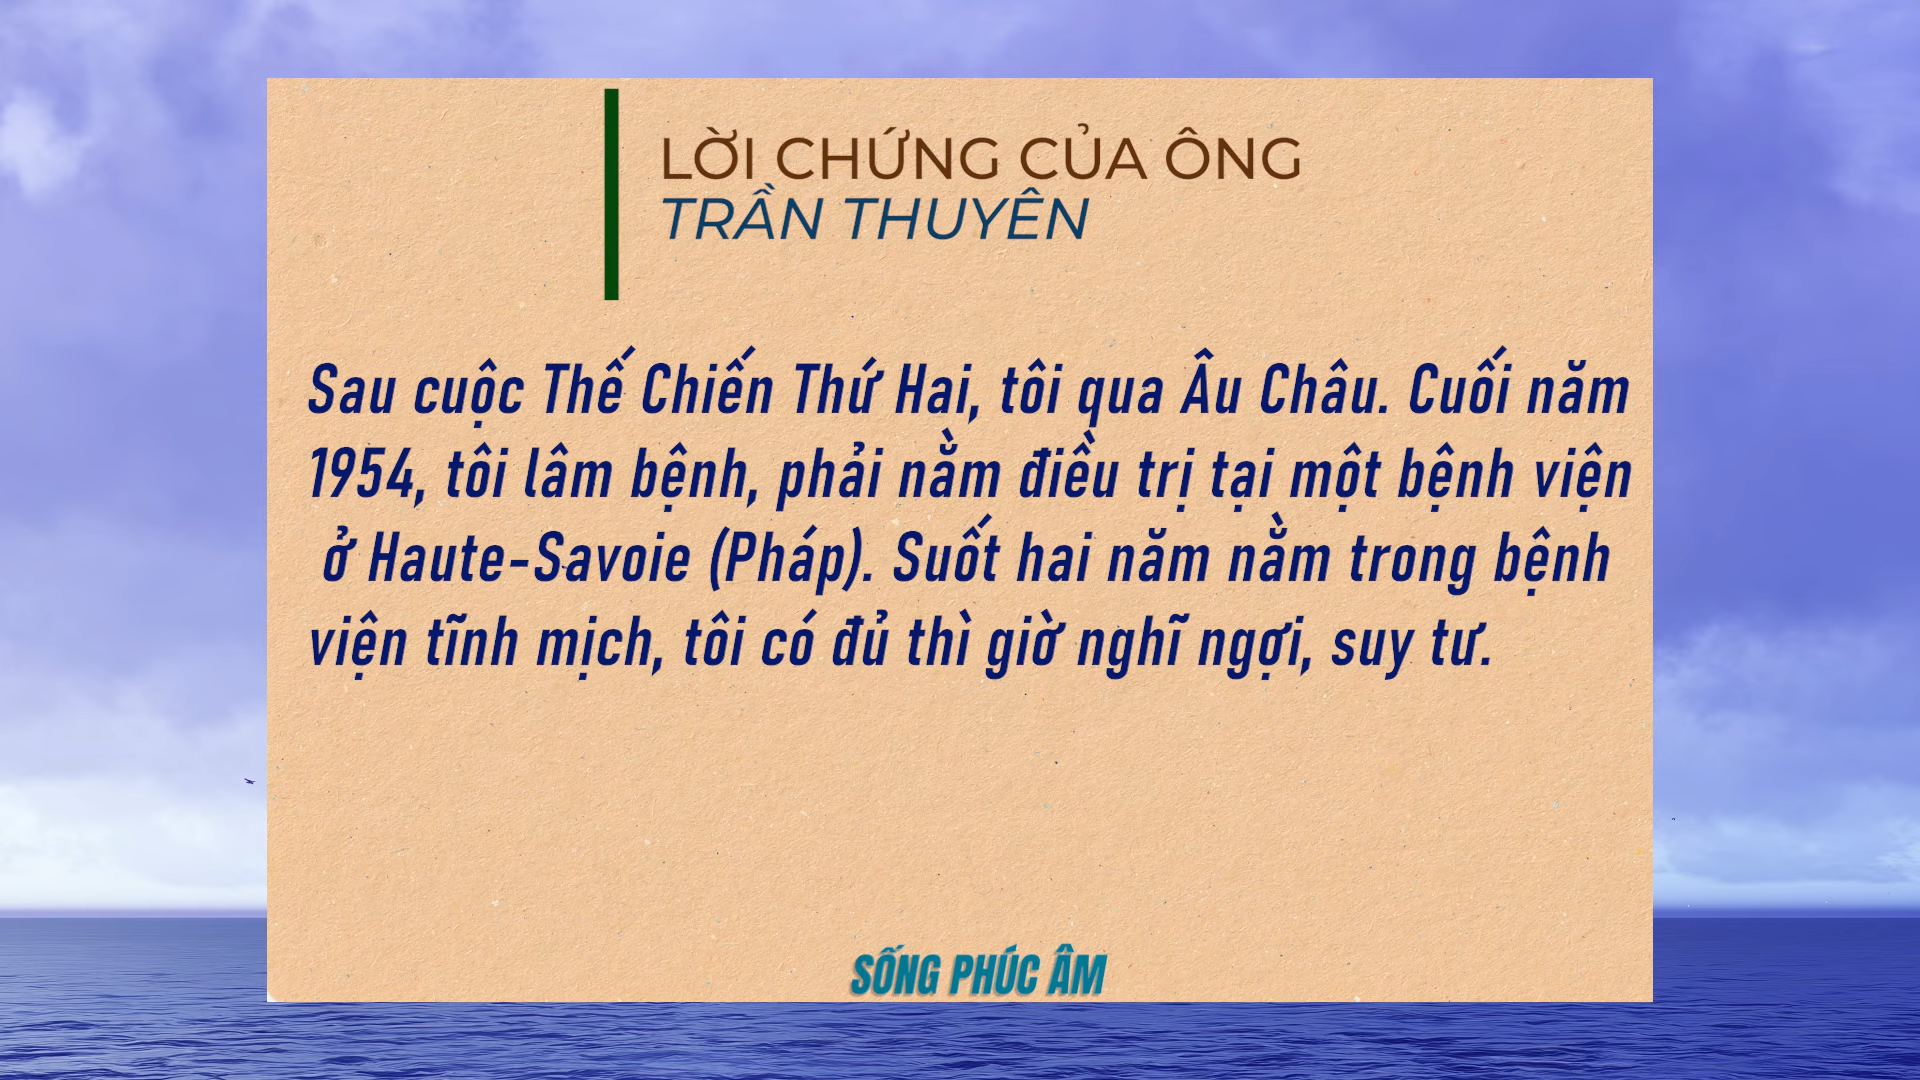 LỜI CHỨNG CỦA ÔNG
TRẦN THUYÊN
Sau cuộc Thế Chiến Thứ Hai, tôi qua Âu Châu. Cuối năm
1954, tôi lâm bệnh, phải nằm điều trị tại một bệnh viện
ở Haute-Savoie (Pháp). Suốt hai năm nằm trong bệnh
viện tĩnh mịch, tôi có đủ thì giờ nghĩ ngợi, suy tư.
SỐNG PHÚC ÂM